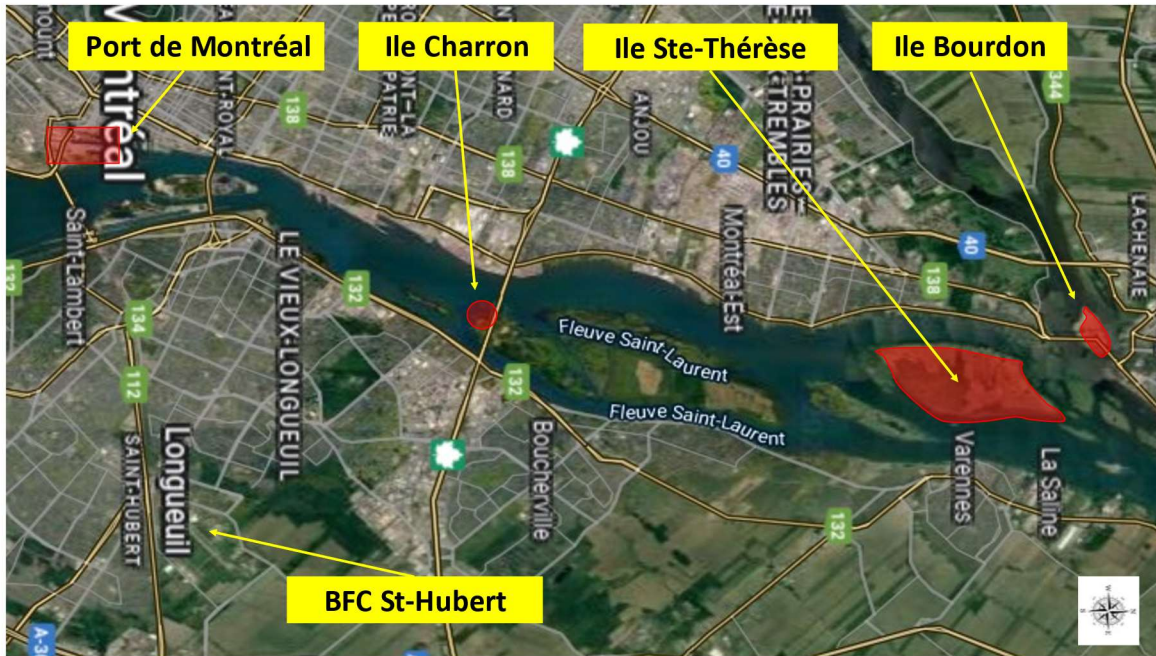 Port de Montréal
Ile Charron
Ile Ste-Thérèse
Ile Bourdon
BFC St-Hubert
Montréal
138
138
138
40
40
344
132
132
132
134
112
ANJOU
Montréal-Est
LACHENAIE
Saint-Lambert
LE VIEUX-LONGUEUIL
Longueuil
SAINT-HUBERT
Boucherville
Fleuve Saint-Laurent
Fleuve Saint-Laurent
Varennes
La Saline